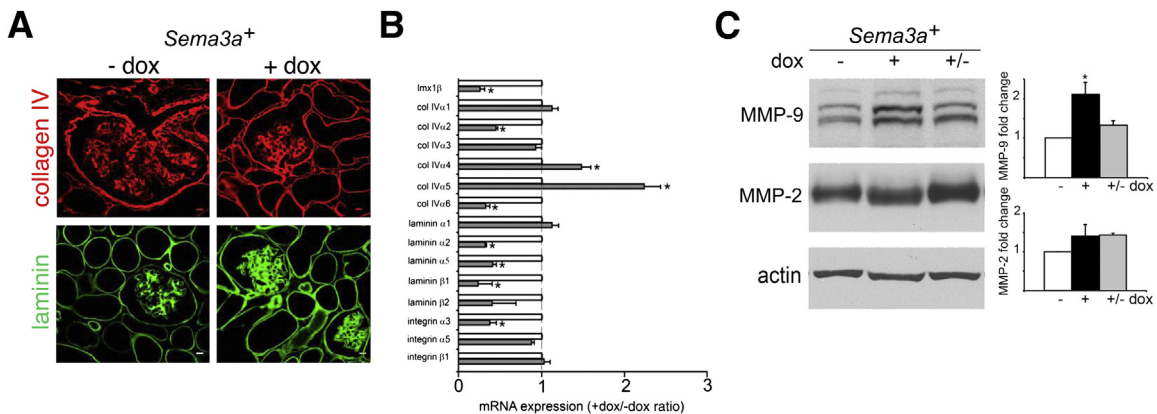 A
Sema3a+
- dox
+ dox
collagen IV
laminin
B
lmx1β
col IVα1
col IVα2
col IVα3
col IVα4
col IVα5
col IVα6
laminin α1
laminin α2
laminin α5
laminin β1
laminin β2
integrin α3
integrin α5
integrin β1
*
*
*
*
*
*
*
*
*
0
1
2
3
mRNA expression (+dox/-dox ratio)
C
Sema3a+
dox - + +/-
MMP-9
MMP-2
actin
MMP-9 fold change
2
1
*
- + +/- dox
MMP-2 fold change
2
1
- + +/- dox